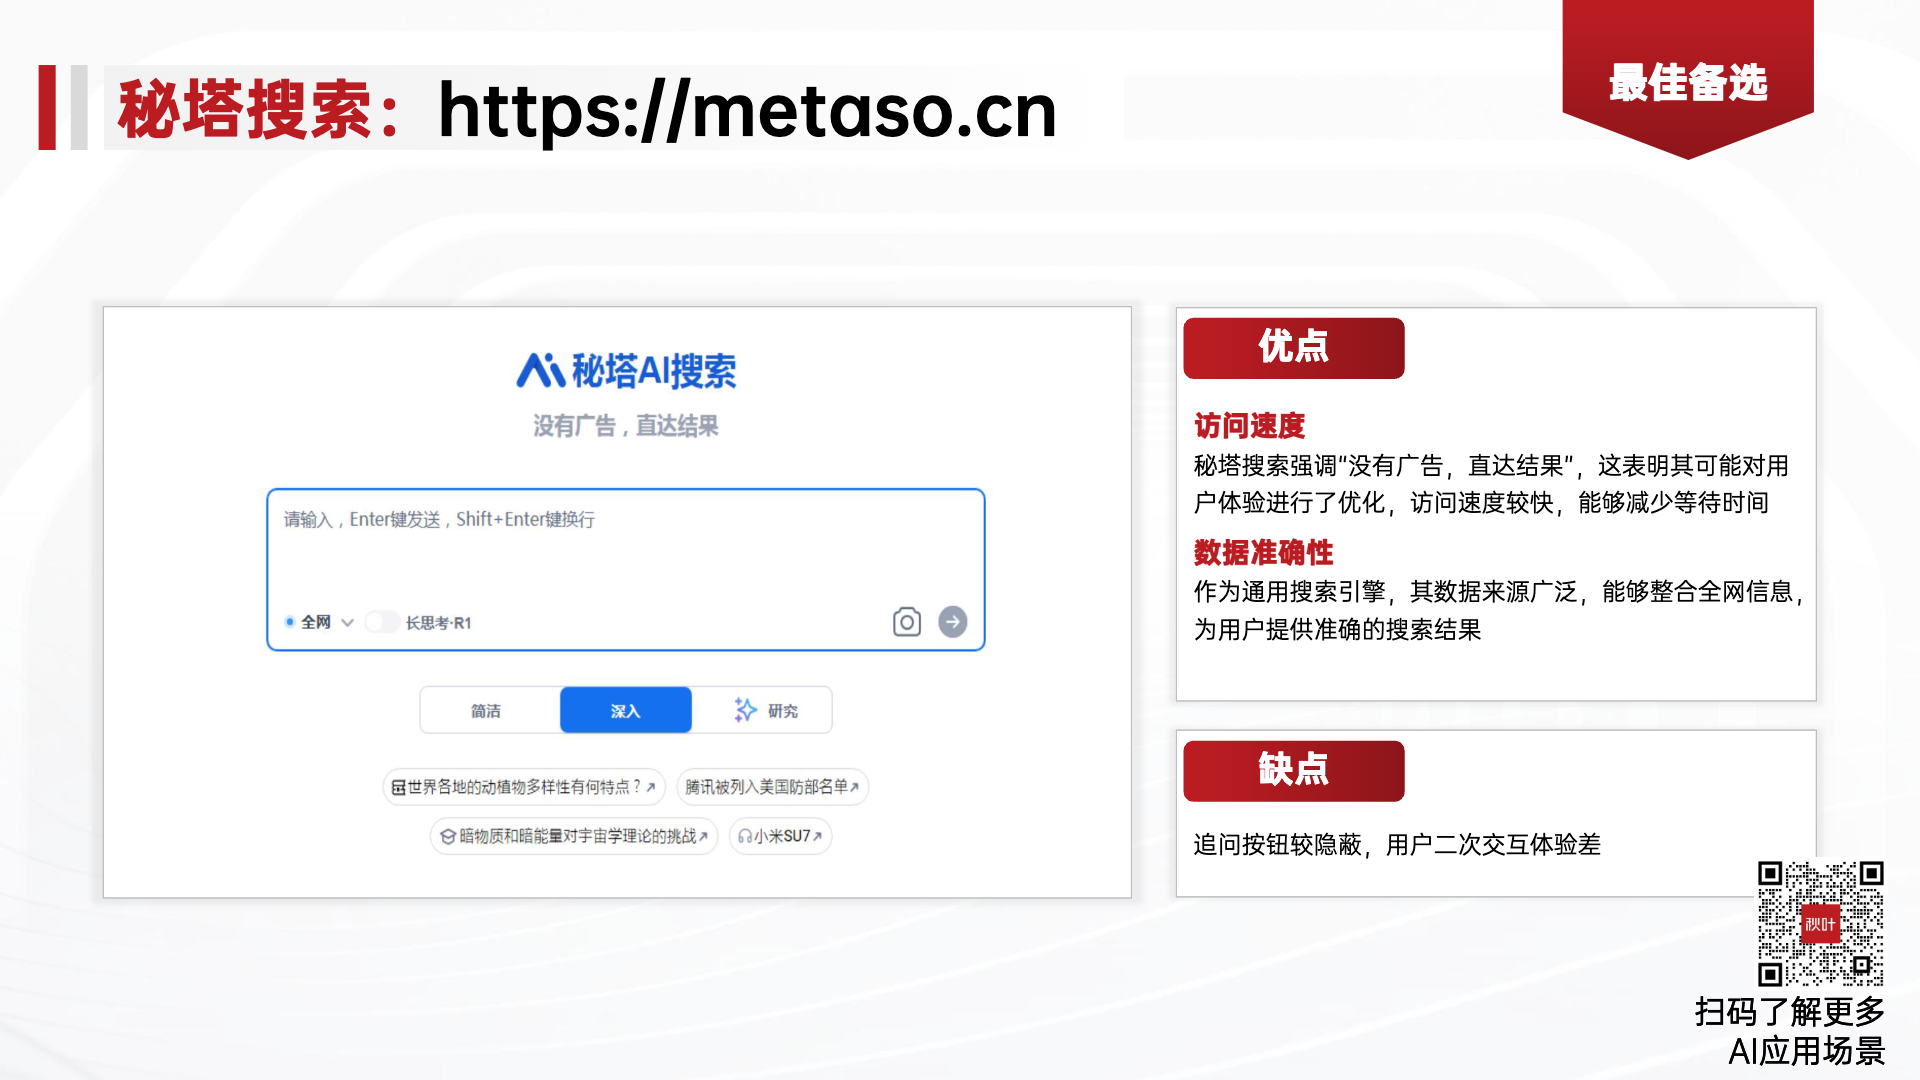 秘塔搜索：https://metaso.cn
最佳备选
秘塔AI搜索
没有广告，直达结果
请输入，Enter键发送，Shift+Enter键换行
全网 长思考·R1
简洁 深入 研究
世界各地的动植物多样性有何特点？ 腾讯被列入美国防部名单
暗物质和暗能量对宇宙学理论的挑战 小米SU7
优点
访问速度
秘塔搜索强调“没有广告，直达结果”，这表明其可能对用
户体验进行了优化，访问速度较快，能够减少等待时间
数据准确性
作为通用搜索引擎，其数据来源广泛，能够整合全网信息，
为用户提供准确的搜索结果
缺点
追问按钮较隐蔽，用户二次交互体验差
秋叶
扫码了解更多
AI应用场景